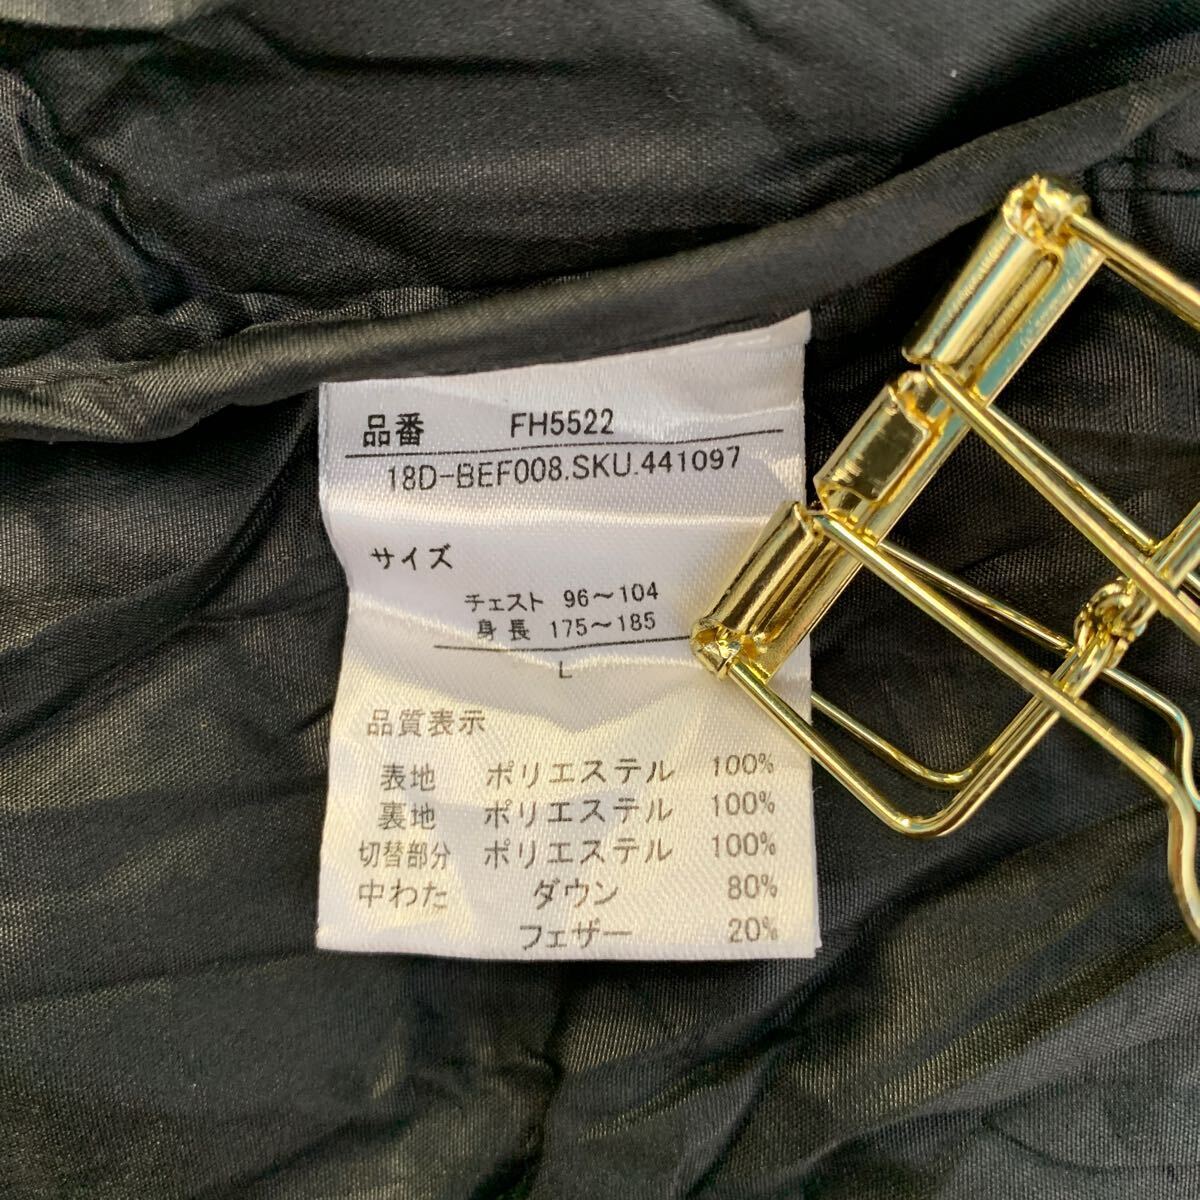 品番 FH5522
18D-BEF008.SKU.441097
サイズ
チェスト 96〜104
身長 175〜185
L
品質表示
表地 ポリエステル 100%
裏地 ポリエステル 100%
切替部分 ポリエステル 100%
中わた ダウン 80%
フェザー 20%